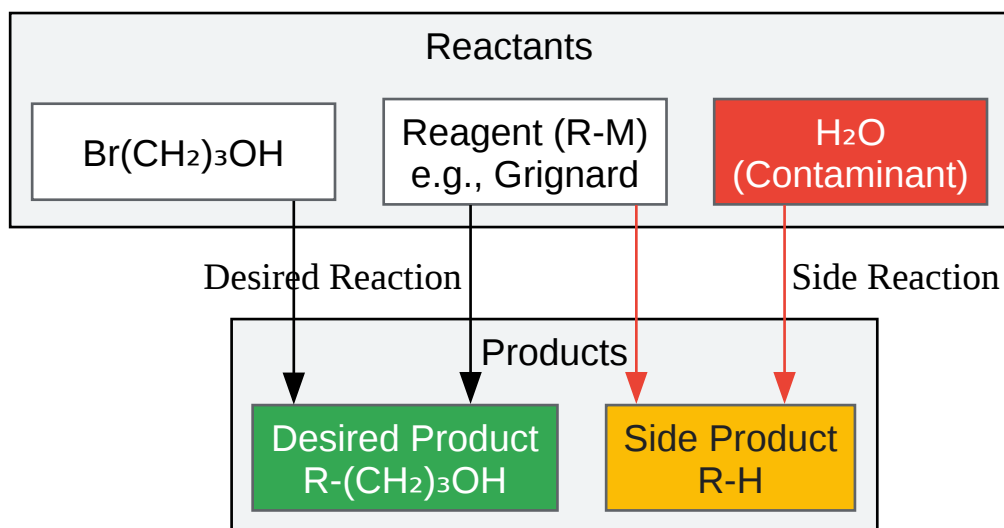 Reactants
Br(CH₂)₃OH
Reagent (R-M)
e.g., Grignard
H₂O
(Contaminant)
Desired Reaction
Side Reaction
Products
Desired Product
R-(CH₂)₃OH
Side Product
R-H